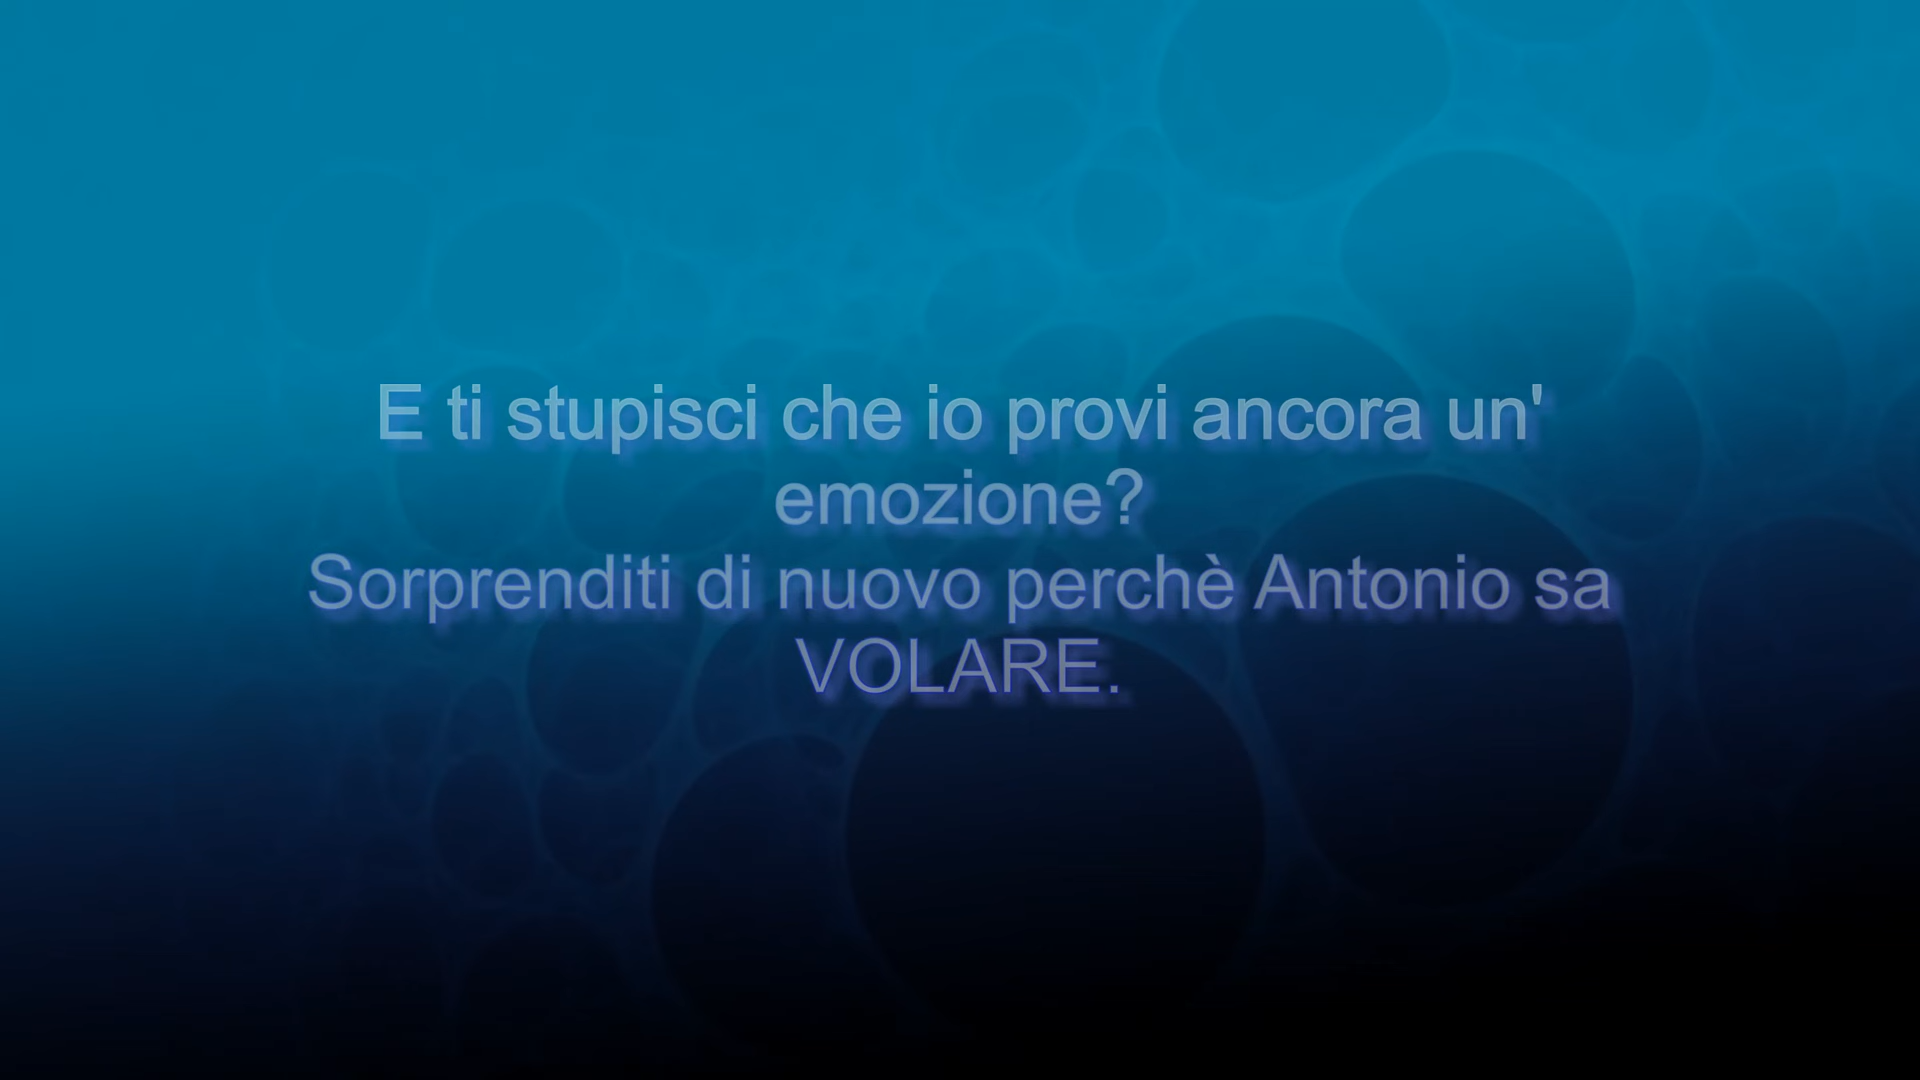 E ti stupisci che io provi ancora un'
emozione?
Sorprenditi di nuovo perchè Antonio sa
VOLARE.